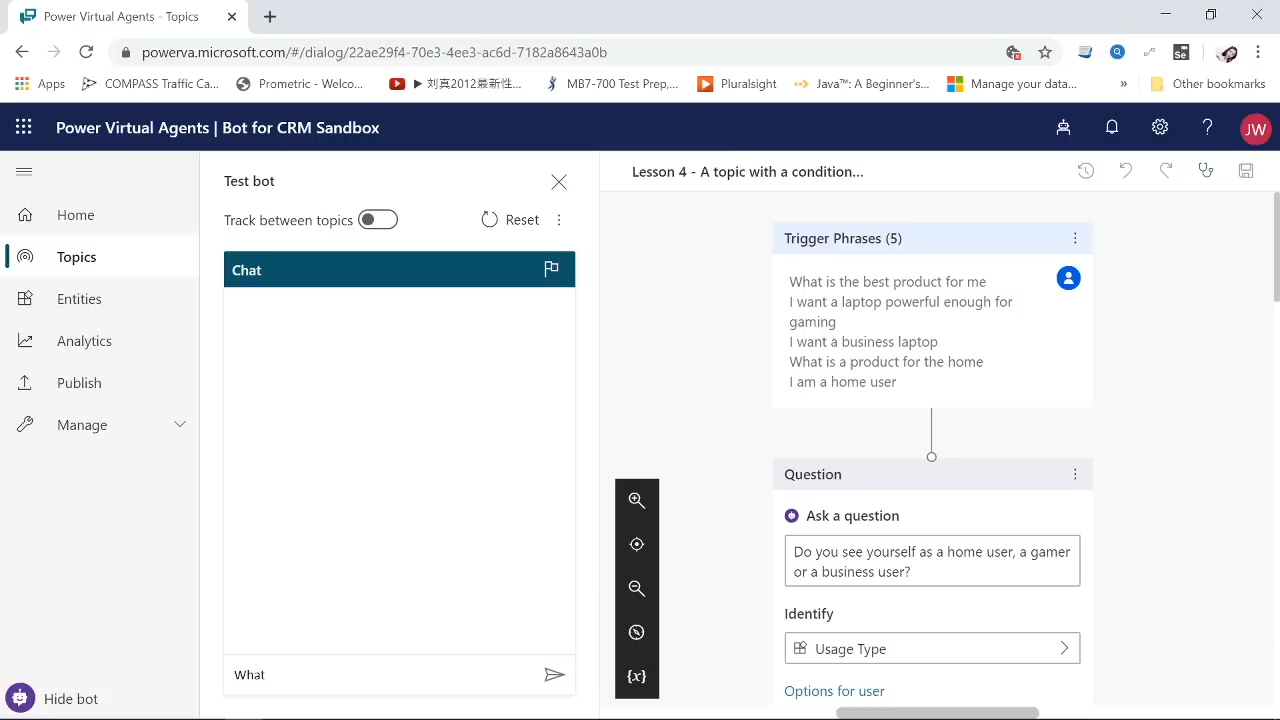 Power Virtual Agents - Topics
powerva.microsoft.com/#/dialog/22ae29f4-70e3-4ee3-ac6d-7182a8643a0b
Se
Apps
COMPASS Traffic Ca...
Prometric - Welco...
▶ 刘真2012最新性...
MB7-700 Test Prep,...
Pluralsight
Java™: A Beginner's...
Manage your data...
»
Other bookmarks
Power Virtual Agents | Bot for CRM Sandbox
JW
Home
Topics
Entities
Analytics
Publish
Manage
Hide bot
Test bot
Track between topics
Reset
Chat
What
Lesson 4 - A topic with a condition...
{x}
Trigger Phrases (5)
What is the best product for me
I want a laptop powerful enough for
gaming
I want a business laptop
What is a product for the home
I am a home user
Question
Ask a question
Do you see yourself as a home user, a gamer
or a business user?
Identify
Usage Type
Options for user